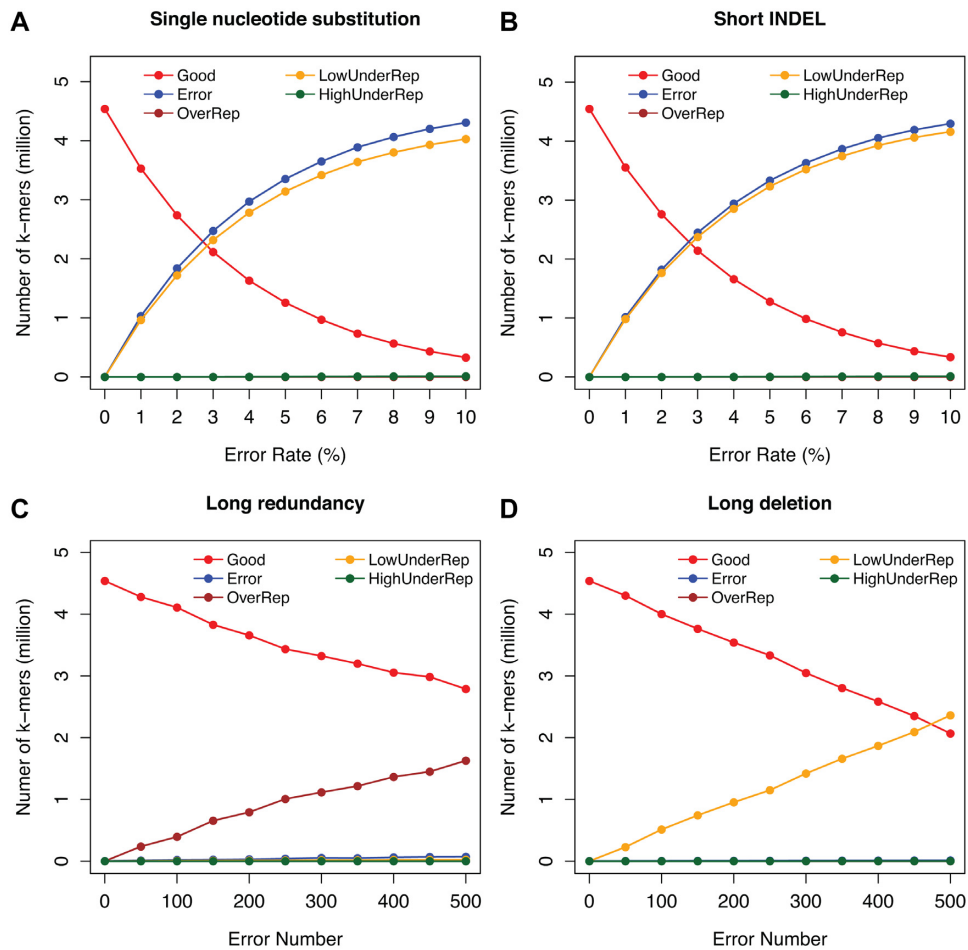 A Single nucleotide substitution
Number of k−mers (million)
5
4
3
2
1
0
Good
Error
OverRep
LowUnderRep
HighUnderRep
0 1 2 3 4 5 6 7 8 9 10
Error Rate (%)
B Short INDEL
Number of k−mers (million)
5
4
3
2
1
0
Good
Error
OverRep
LowUnderRep
HighUnderRep
0 1 2 3 4 5 6 7 8 9 10
Error Rate (%)
C Long redundancy
Numer of k−mers (million)
5
4
3
2
1
0
Good
Error
OverRep
LowUnderRep
HighUnderRep
0 100 200 300 400 500
Error Number
D Long deletion
Numer of k−mers (million)
5
4
3
2
1
0
Good
Error
OverRep
LowUnderRep
HighUnderRep
0 100 200 300 400 500
Error Number